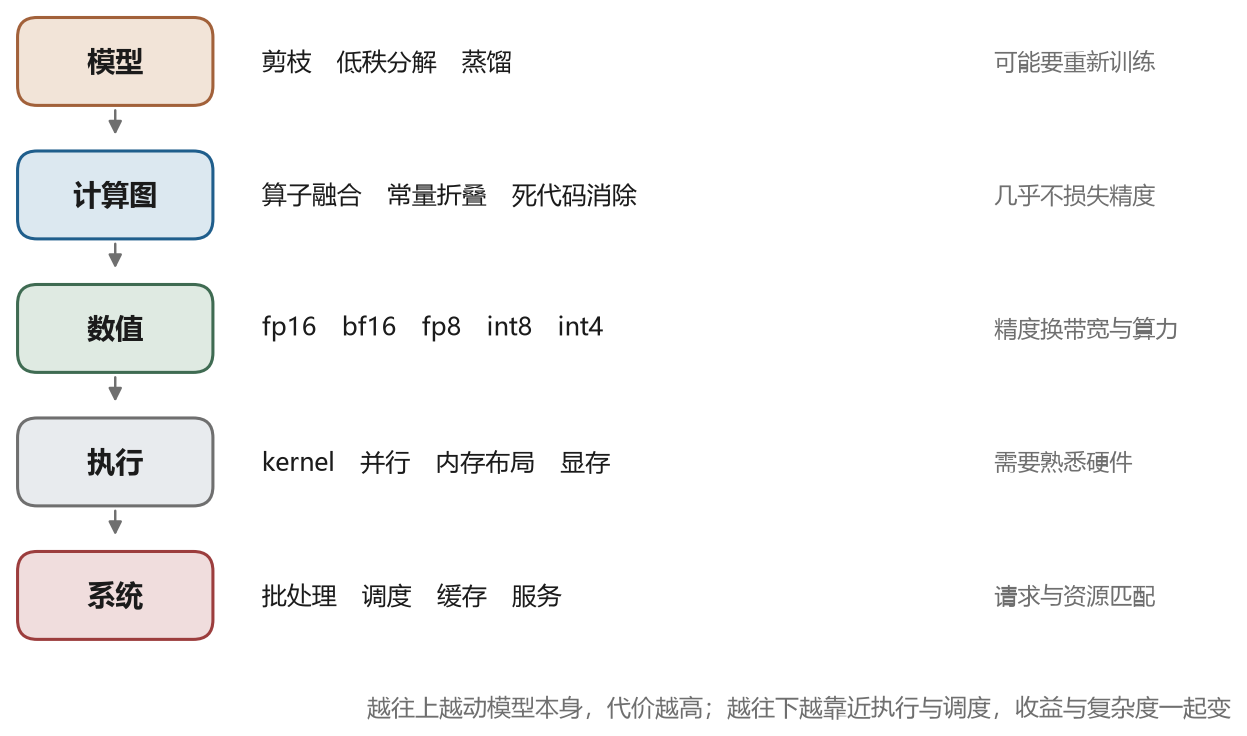 模型 剪枝 低秩分解 蒸馏 可能要重新训练
计算图 算子融合 常量折叠 死代码消除 几乎不损失精度
数值 fp16 bf16 fp8 int8 int4 精度换带宽与算力
执行 kernel 并行 内存布局 显存 需要熟悉硬件
系统 批处理 调度 缓存 服务 请求与资源匹配
越往上越动模型本身，代价越高；越往下越靠近执行与调度，收益与复杂度一起变